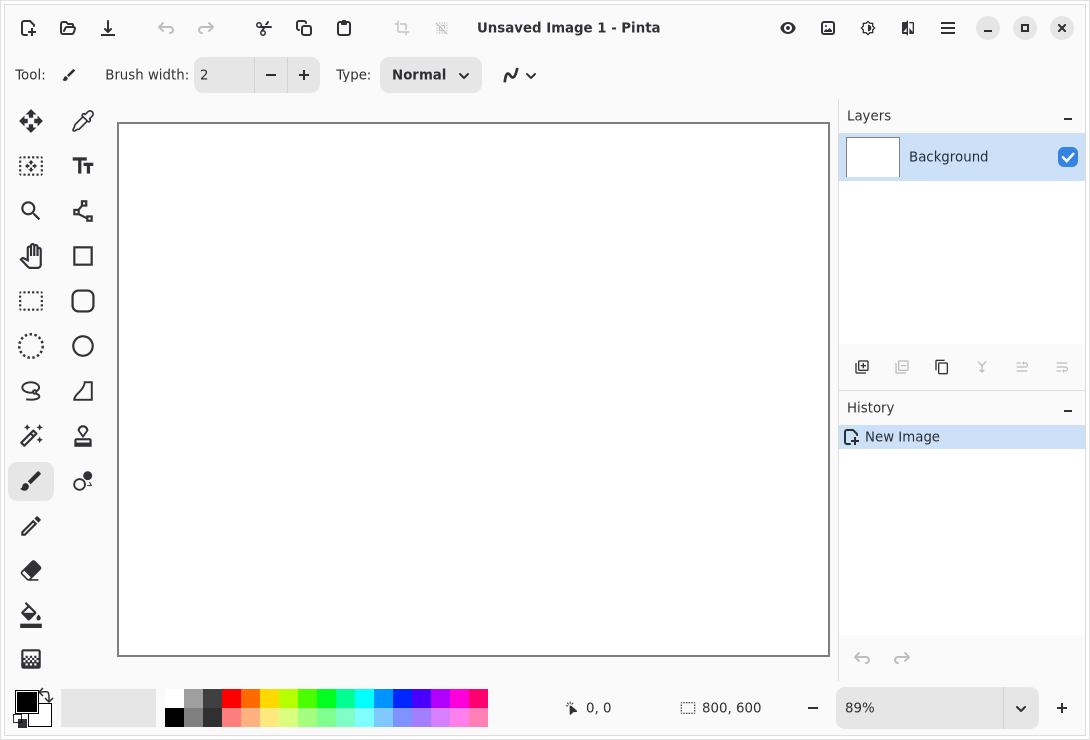 Unsaved Image 1 - Pinta
Tool: Brush width: 2 Type: Normal
Layers
Background
History
New Image
0, 0 800, 600 89%